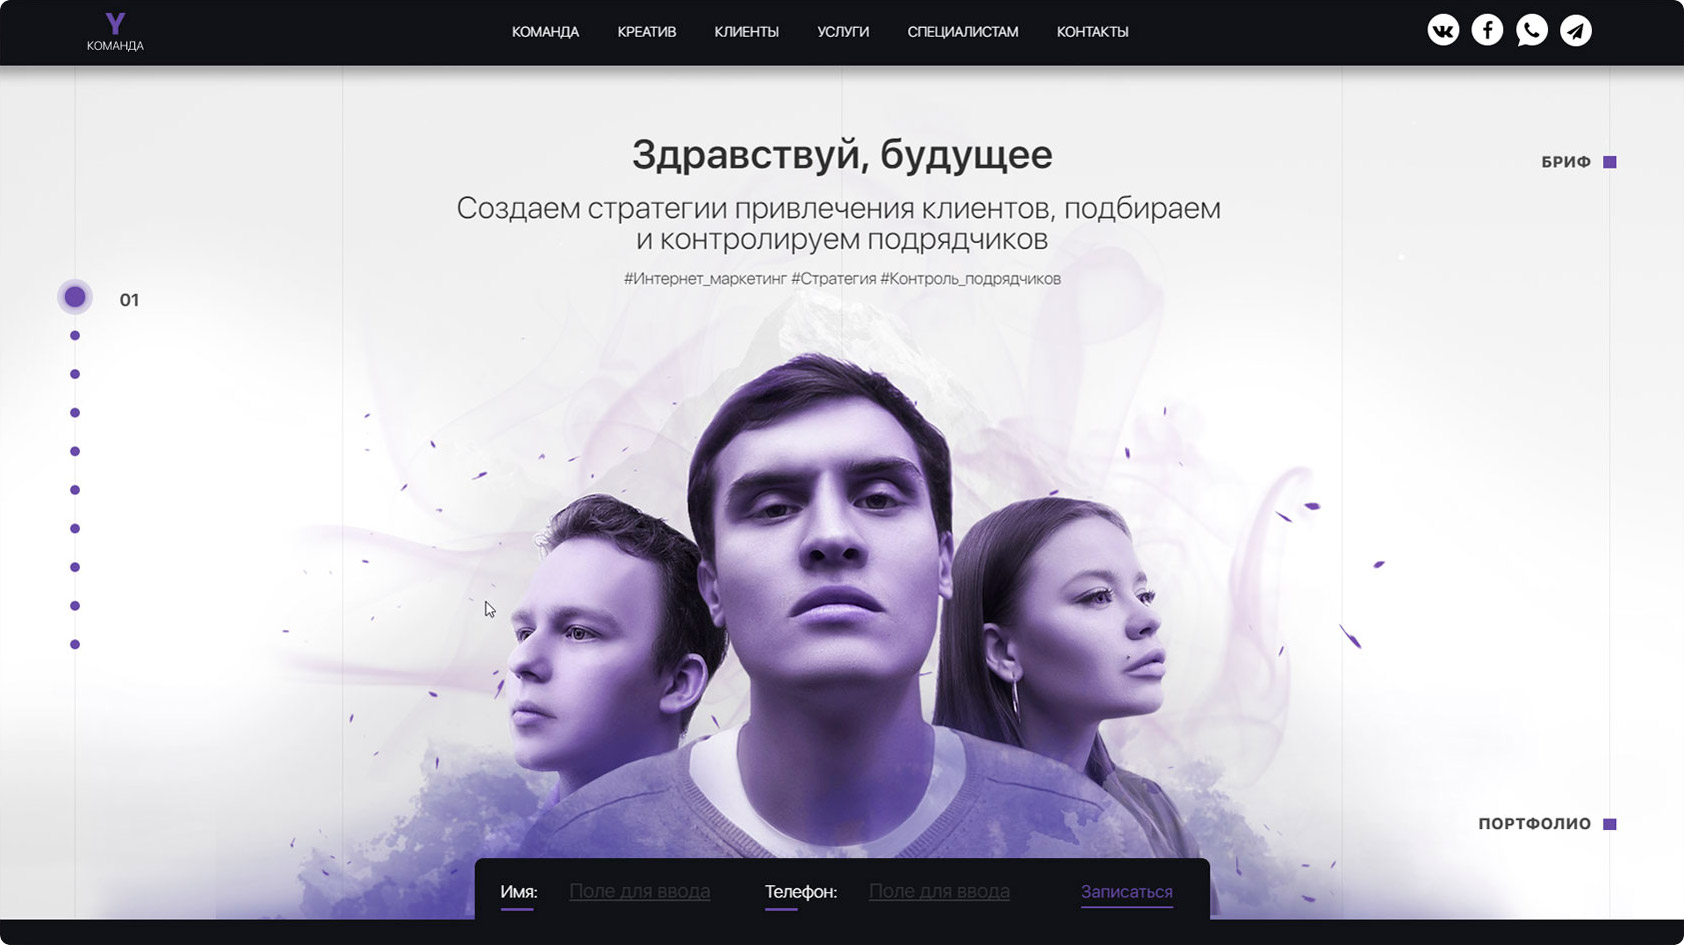 Y
КОМАНДА
КОМАНДА КРЕАТИВ КЛИЕНТЫ УСЛУГИ СПЕЦИАЛИСТАМ КОНТАКТЫ
Здравствуй, будущее
Создаем стратегии привлечения клиентов, подбираем
и контролируем подрядчиков
#Интернет_маркетинг #Стратегия #Контроль_подрядчиков
БРИФ
01
ПОРТФОЛИО
Имя: Поле для ввода Телефон: Поле для ввода Записаться